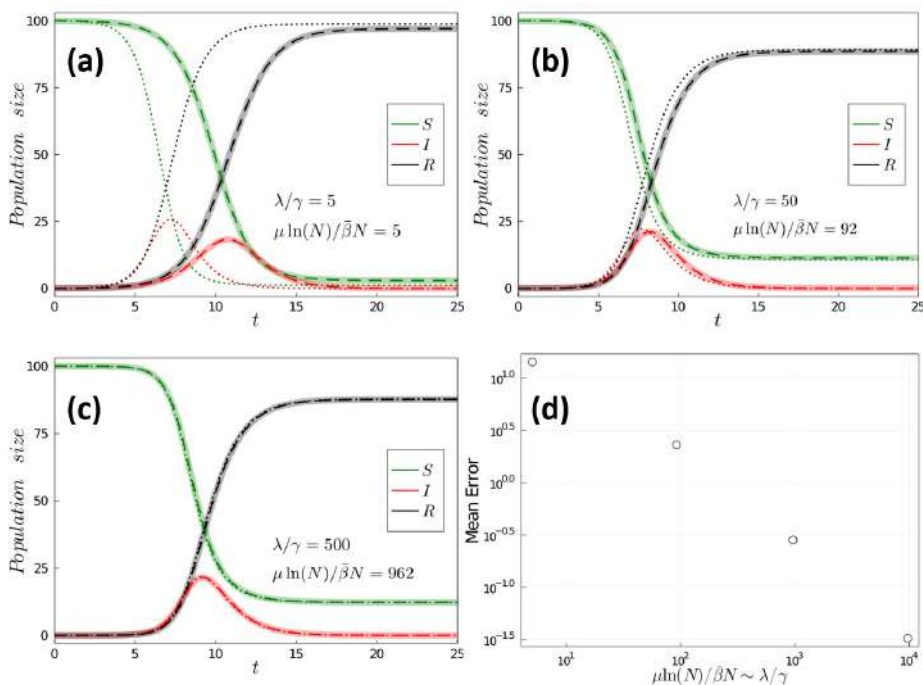 (a)
Population size
100
75
50
25
0
S
I
R
λ/γ = 5
μ ln(N)/β̄N = 5
0 5 10 15 20 25
t
(b)
Population size
100
75
50
25
0
S
I
R
λ/γ = 50
μ ln(N)/β̄N = 92
0 5 10 15 20 25
t
(c)
Population size
100
75
50
25
0
S
I
R
λ/γ = 500
μ ln(N)/β̄N = 962
0 5 10 15 20 25
t
(d)
Mean Error
10^1.0
10^0.5
10^0.0
10^-0.5
10^-1.0
10^-1.5
10^1 10^2 10^3 10^4
μln(N)/β̄N ~ λ/γ